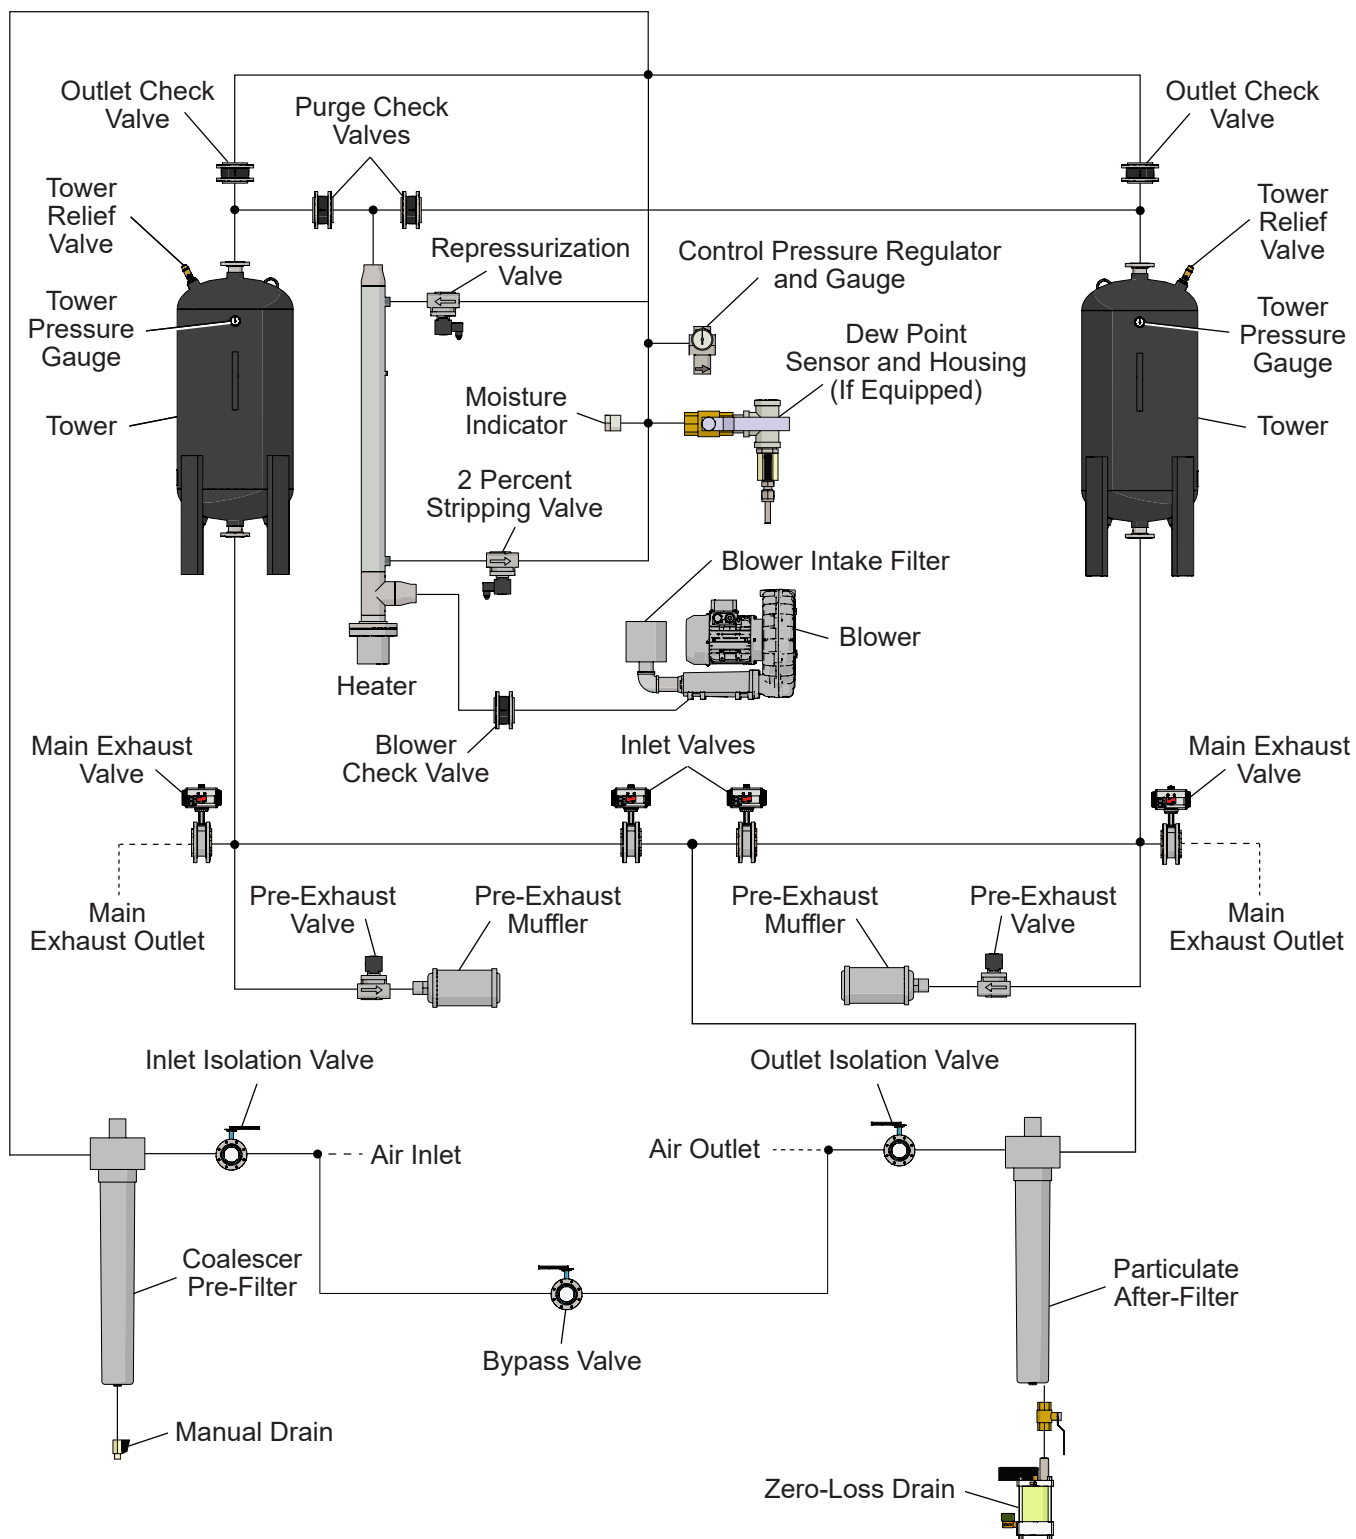 Outlet Check
Valve
Purge Check
Valves
Outlet Check
Valve
Tower
Relief
Valve
Tower
Relief
Valve
Repressurization
Valve
Control Pressure Regulator
and Gauge
Tower
Pressure
Gauge
Tower
Pressure
Gauge
Dew Point
Sensor and Housing
(If Equipped)
Moisture
Indicator
Tower
Tower
2 Percent
Stripping Valve
Blower Intake Filter
Blower
Heater
Main Exhaust
Valve
Blower
Check Valve
Inlet Valves
Main Exhaust
Valve
Main
Exhaust Outlet
Pre-Exhaust
Valve
Pre-Exhaust
Muffler
Pre-Exhaust
Muffler
Pre-Exhaust
Valve
Main
Exhaust Outlet
Inlet Isolation Valve
Outlet Isolation Valve
Air Inlet
Air Outlet
Coalescer
Pre-Filter
Particulate
After-Filter
Bypass Valve
Manual Drain
Zero-Loss Drain